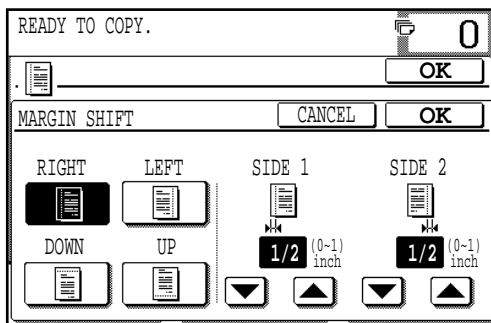 READY TO COPY.
0
OK
MARGIN SHIFT
CANCEL
OK
RIGHT
LEFT
SIDE 1
SIDE 2
DOWN
UP
1/2 (0~1) inch
1/2 (0~1) inch